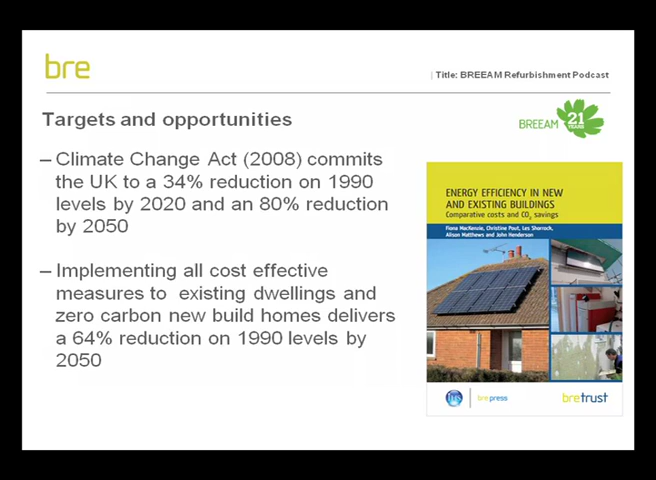 bre
| Title: BREEAM Refurbishment Podcast
Targets and opportunities
BREEAM 21
YEARS
– Climate Change Act (2008) commits
the UK to a 34% reduction on 1990
levels by 2020 and an 80% reduction
by 2050
– Implementing all cost effective
measures to existing dwellings and
zero carbon new build homes delivers
a 64% reduction on 1990 levels by
2050
ENERGY EFFICIENCY IN NEW
AND EXISTING BUILDINGS
Comparative costs and CO₂ savings
Fiona MacKenzie, Christine Pout, Les Shorrock,
Alison Matthews and John Henderson
bre press
bretrust